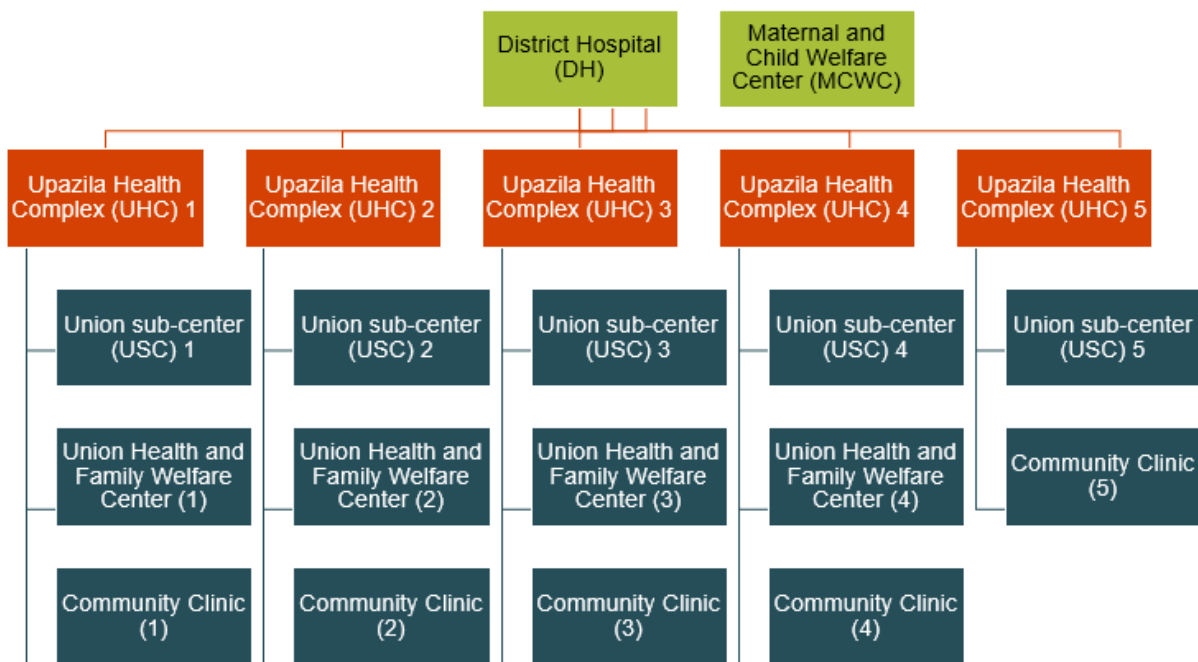 District Hospital
(DH)
Maternal and
Child Welfare
Center (MCWC)
Upazila Health
Complex (UHC) 1
Upazila Health
Complex (UHC) 2
Upazila Health
Complex (UHC) 3
Upazila Health
Complex (UHC) 4
Upazila Health
Complex (UHC) 5
Union sub-center
(USC) 1
Union sub-center
(USC) 2
Union sub-center
(USC) 3
Union sub-center
(USC) 4
Union sub-center
(USC) 5
Union Health and
Family Welfare
Center (1)
Union Health and
Family Welfare
Center (2)
Union Health and
Family Welfare
Center (3)
Union Health and
Family Welfare
Center (4)
Community Clinic
(5)
Community Clinic
(1)
Community Clinic
(2)
Community Clinic
(3)
Community Clinic
(4)